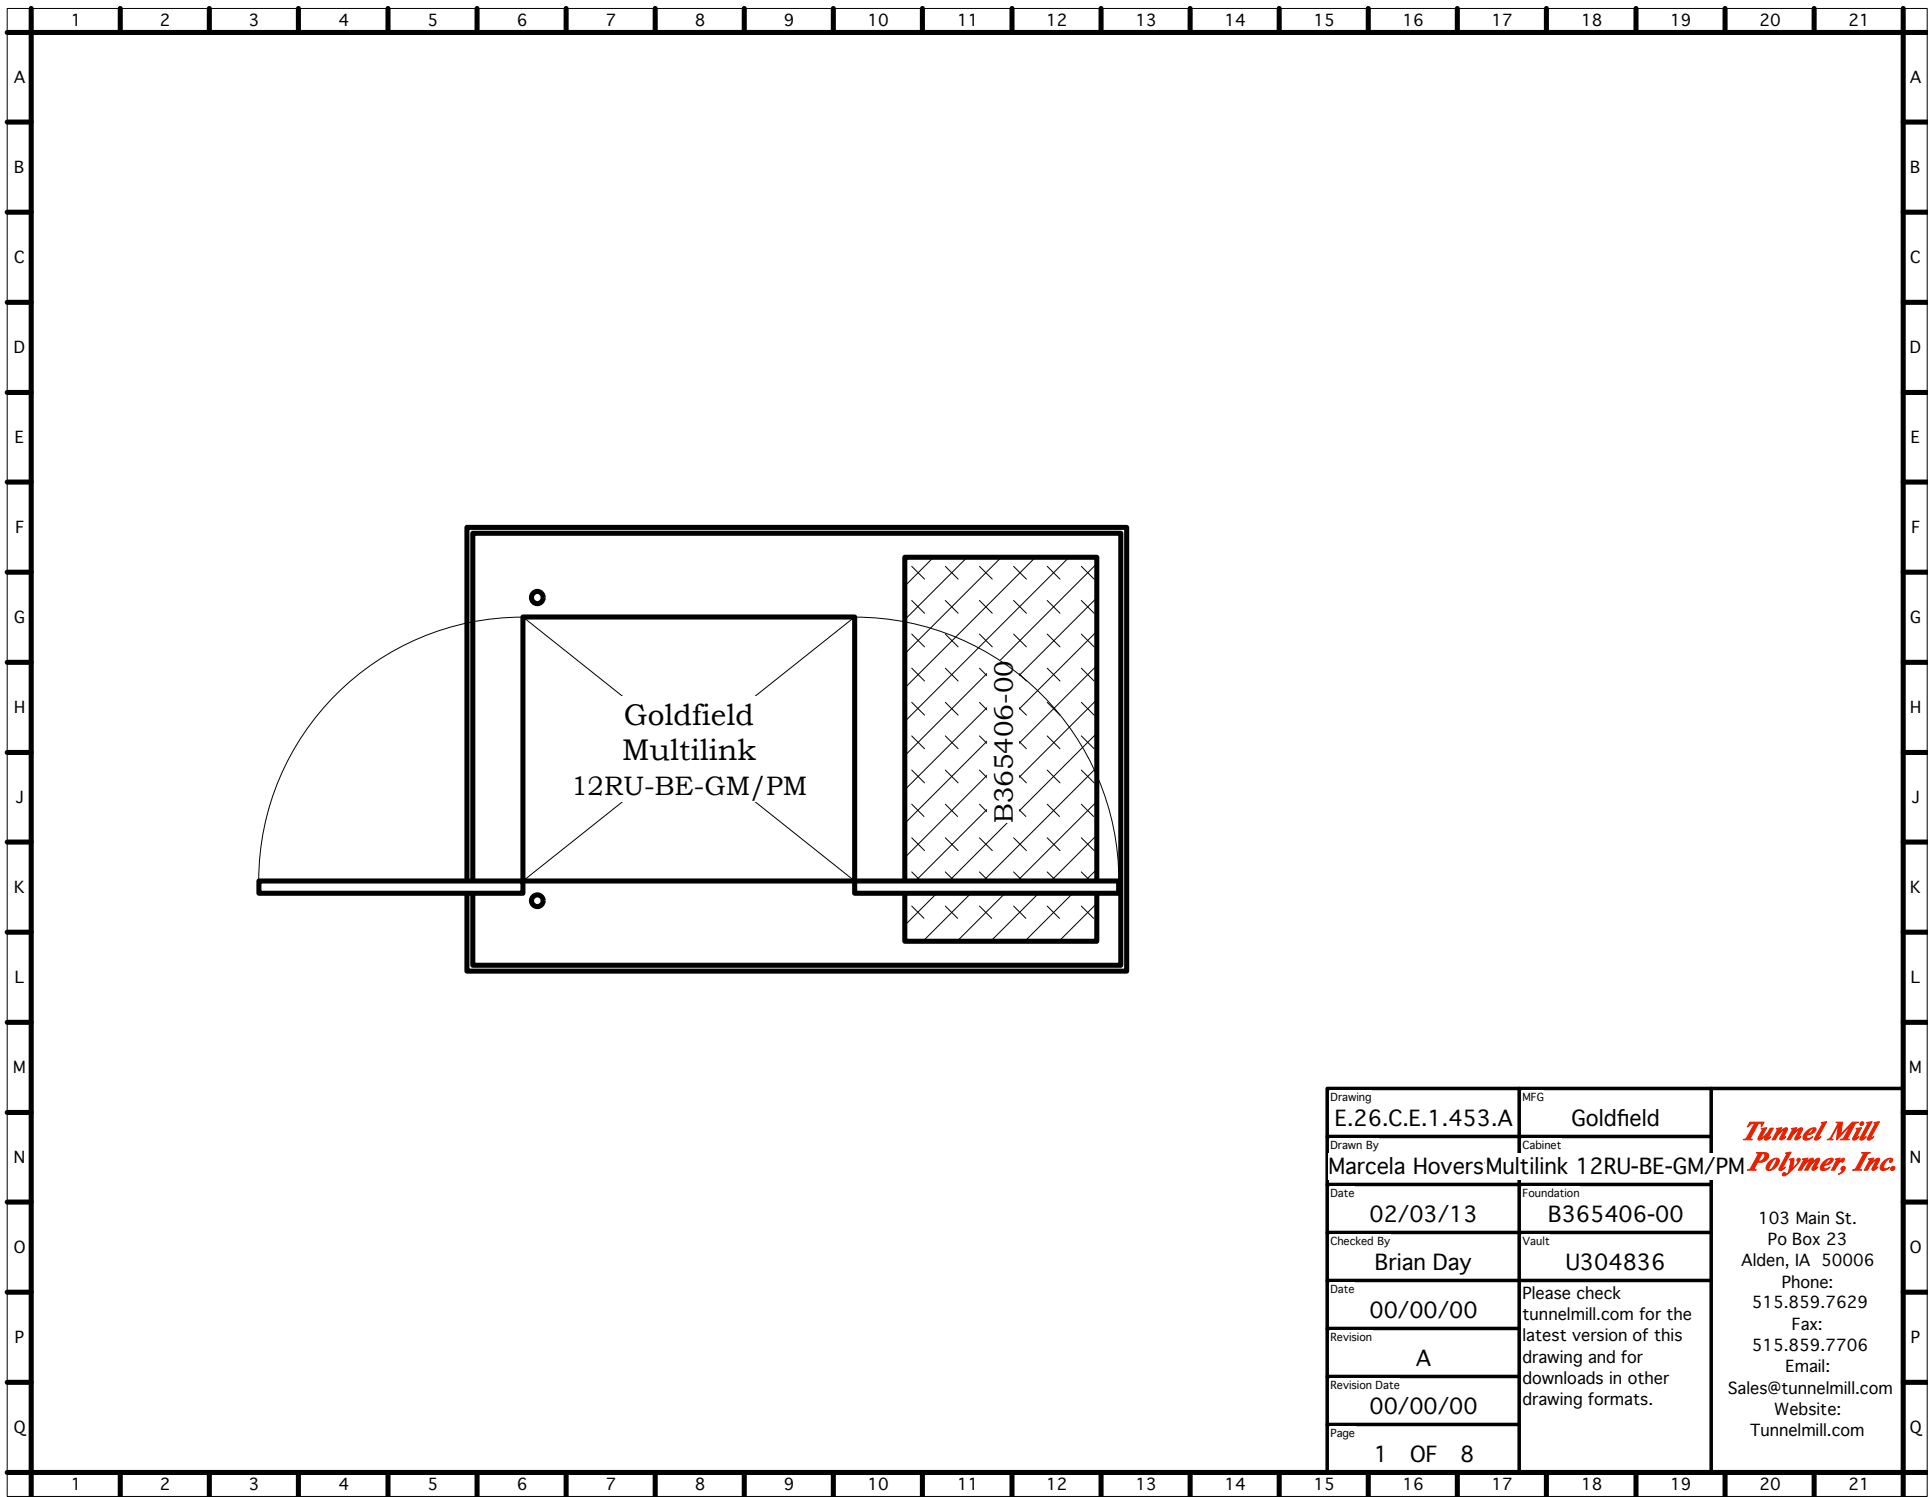 1 2 3 4 5 6 7 8 9 10 11 12 13 14 15 16 17 18 19 20 21
A A
B B
C C
D D
E E
F F
G G
H H
J J
K K
L L
M M
N N
O O
P P
Q Q
Goldfield
Multilink
12RU-BE-GM/PM
B365406-00
Drawing
E.26.C.E.1.453.A
MFG
Goldfield
Drawn By
Marcela Hovers
Cabinet
Multilink 12RU-BE-GM/PM
Date
02/03/13
Foundation
B365406-00
Checked By
Brian Day
Vault
U304836
Date
00/00/00
Revision
A
Revision Date
00/00/00
Page
1 OF 8
Please check
tunnelmill.com for the
latest version of this
drawing and for
downloads in other
drawing formats.
Tunnel Mill
Polymer, Inc.
103 Main St.
Po Box 23
Alden, IA 50006
Phone:
515.859.7629
Fax:
515.859.7706
Email:
Sales@tunnelmill.com
Website:
Tunnelmill.com
1 2 3 4 5 6 7 8 9 10 11 12 13 14 15 16 17 18 19 20 21